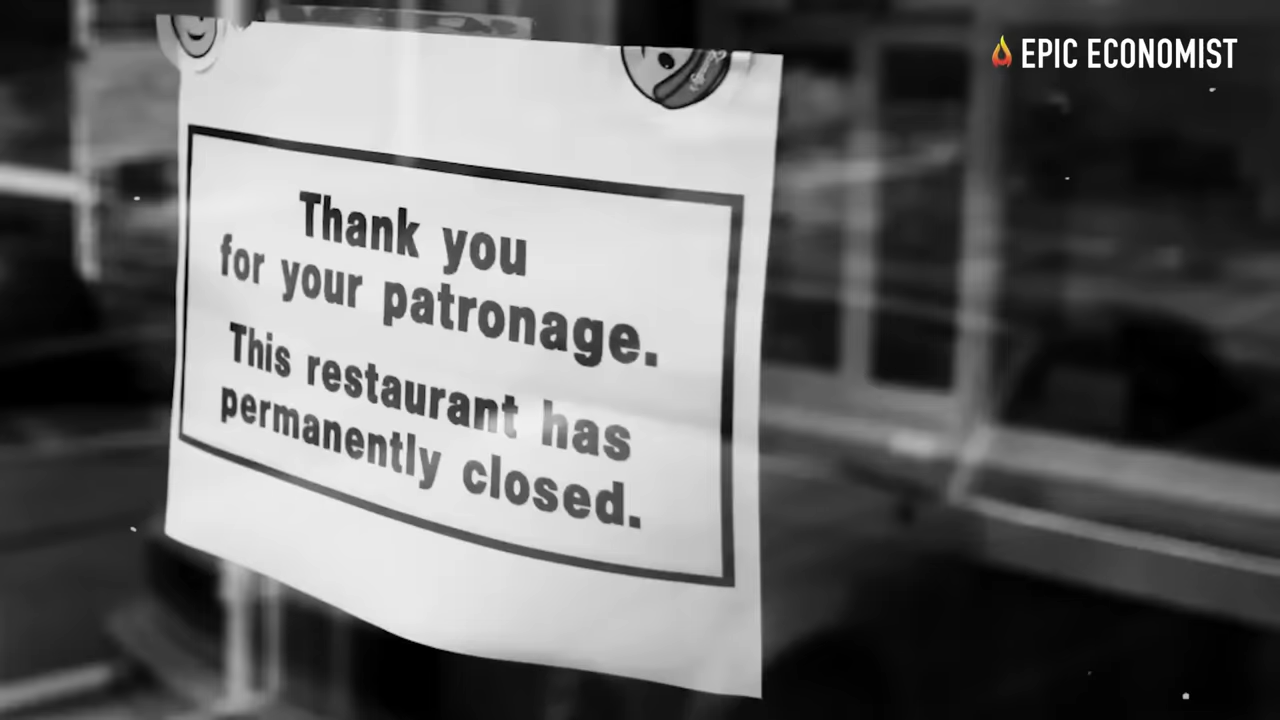 EPIC ECONOMIST
Thank you
for your patronage.
This restaurant has
permanently closed.